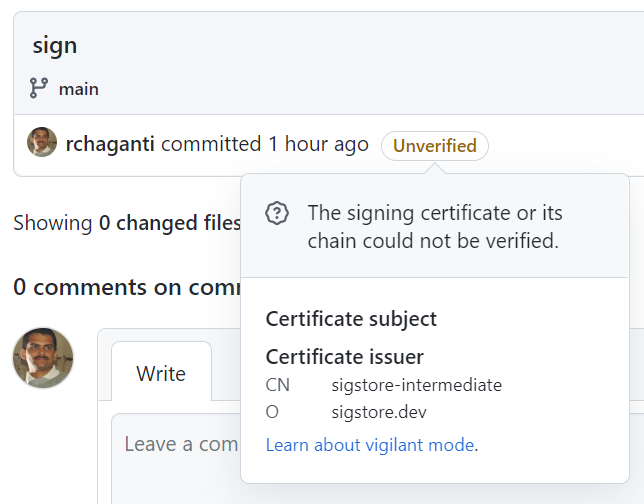 sign
main
rchaganti committed 1 hour ago Unverified
The signing certificate or its
chain could not be verified.
Showing 0 changed files
0 comments on com
Certificate subject
Certificate issuer
CN sigstore-intermediate
O sigstore.dev
Learn about vigilant mode.
Write
Leave a com